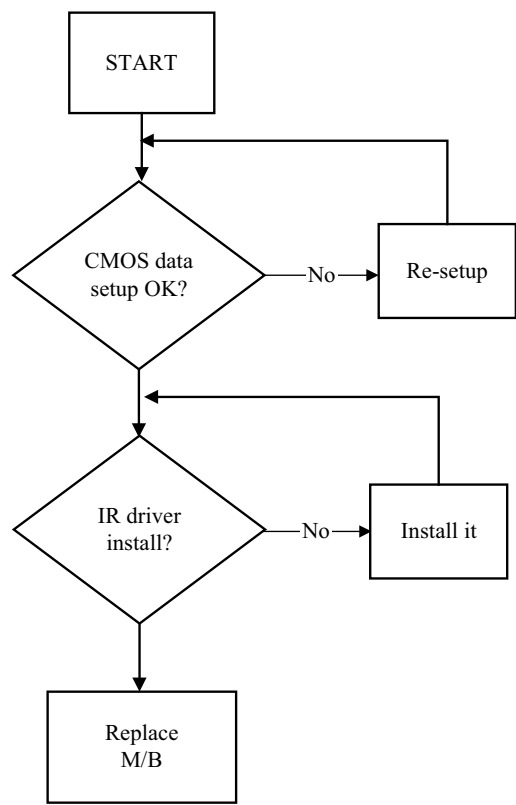 START
CMOS data
setup OK?
No
Re-setup
IR driver
install?
No
Install it
Replace
M/B